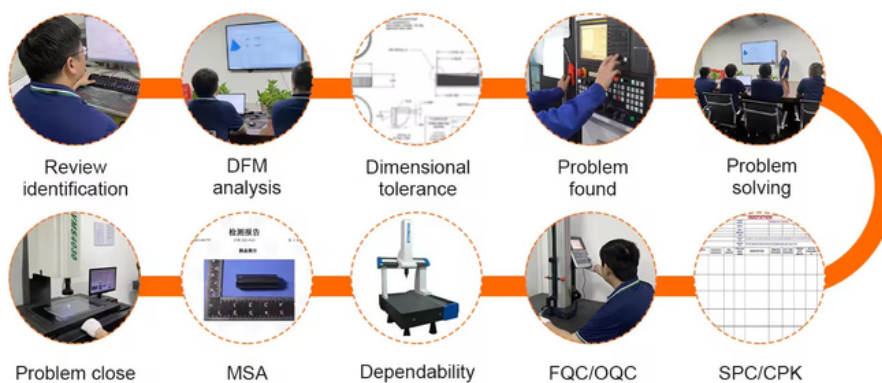 Review
identification
DFM
analysis
Dimensional
tolerance
Problem
found
Problem
solving
Problem close
检测报告
MSA
Dependability
FQC/OQC
SPC/CPK